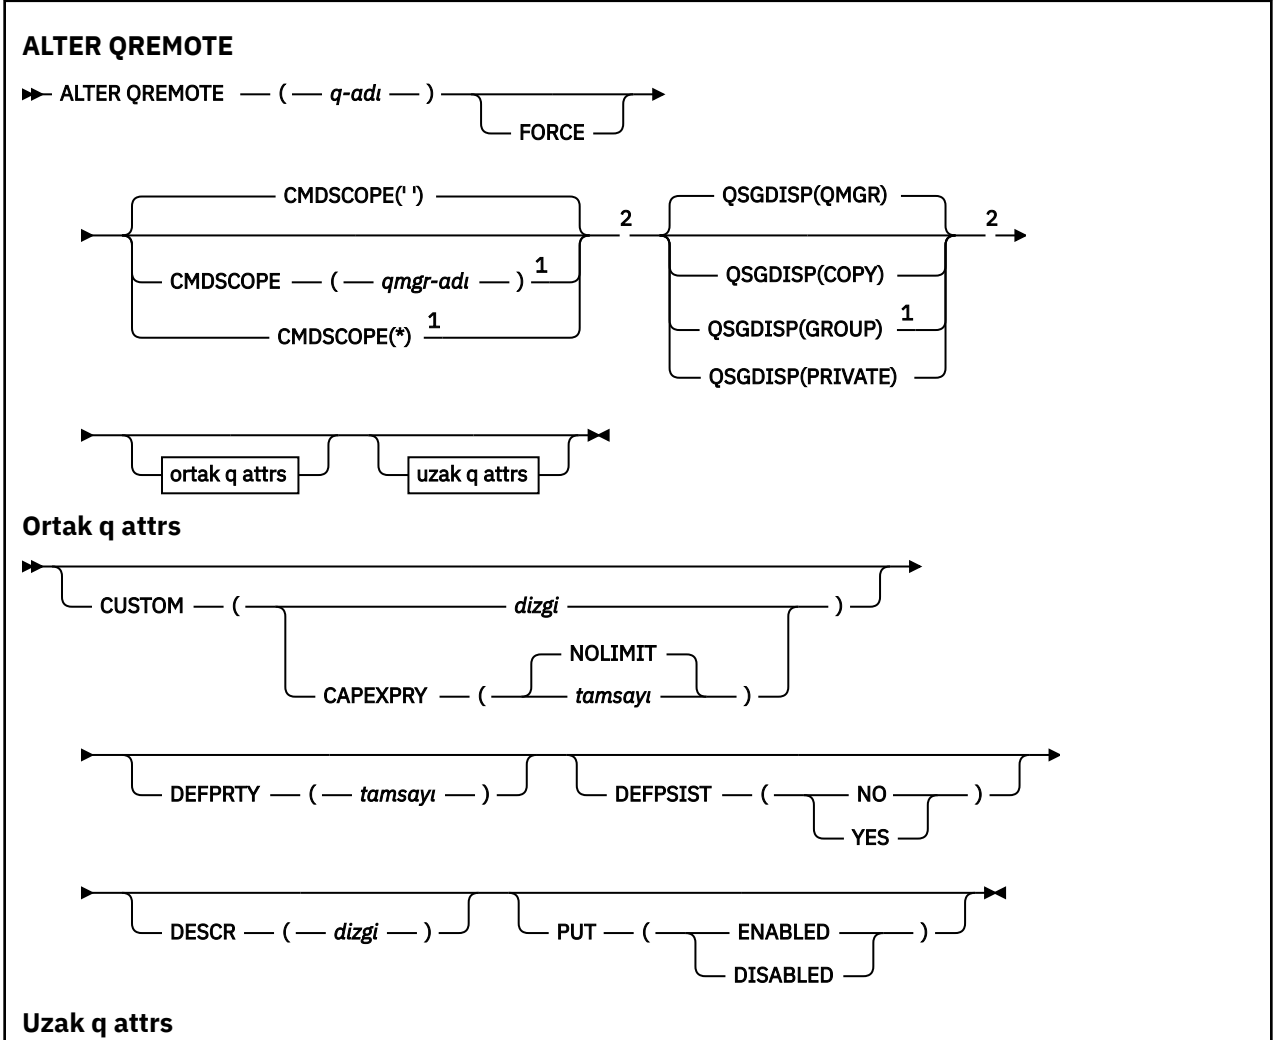 ALTER QREMOTE
ALTER QREMOTE ( q-adı )
FORCE
CMDSCOPE(' ')
2
CMDSCOPE ( qmgr-adı ) 1
CMDSCOPE(*) 1
QSGDISP(QMGR)
2
QSGDISP(COPY)
QSGDISP(GROUP) 1
QSGDISP(PRIVATE)
ortak q attrs
uzak q attrs
Ortak q attrs
CUSTOM ( dizgi )
NOLIMIT
CAPEXPRY ( tamsayı )
DEFPRTY ( tamsayı )
DEFPSIST ( NO )
YES
DESCR ( dizgi )
PUT ( ENABLED )
DISABLED
Uzak q attrs